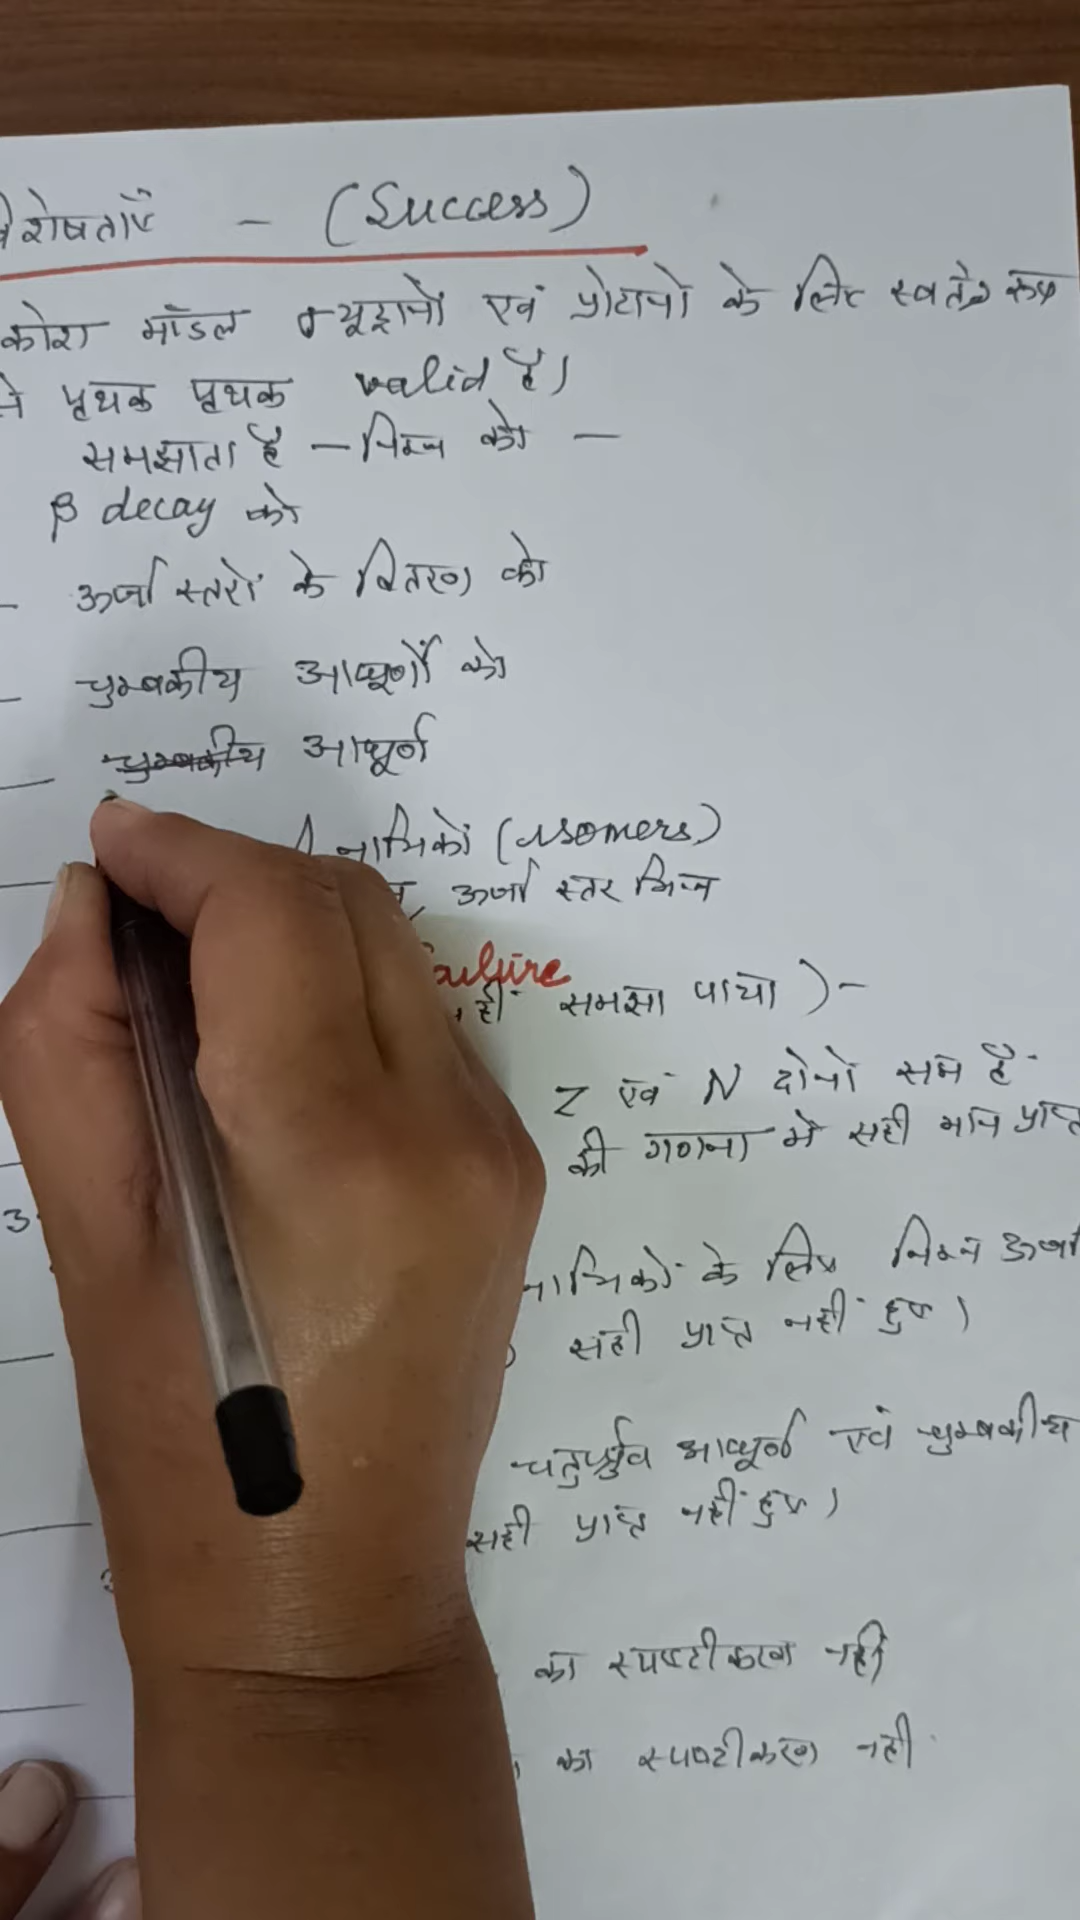 विशेषताएँ - (Success)
कोश मॉडल न्यूट्रानों एवं प्रोटानों के लिए स्वतंत्र रूप
से पृथक पृथक valid है।
समझाता है - निम्न को -
β decay को
- ऊर्जा स्तरों के वितरण को
- चुम्बकीय आघूर्णों को
- चुम्बकीय आघूर्ण
नाभिकों (isomers)
ऊर्जा स्तर भिन्न
नहीं समझा पाया ) -
Z एवं N दोनों सम हैं
की गणना में सही मान प्राप्त
नाभिकों के लिए निम्न ऊर्जा
सही प्राप्त नहीं हुए।
चतुर्ध्रुव आघूर्ण एवं चुम्बकीय
सही प्राप्त नहीं हुए।
का स्पष्टीकरण नहीं
का स्पष्टीकरण नहीं